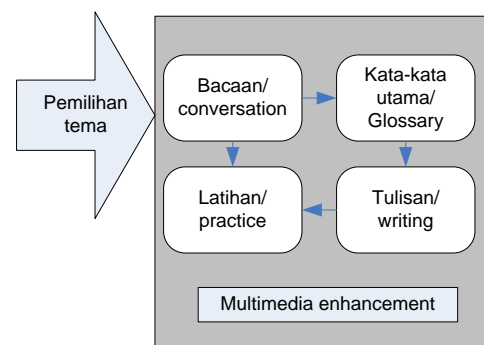 Pemilihan
tema
Bacaan/
conversation
Kata-kata
utama/
Glossary
Latihan/
practice
Tulisan/
writing
Multimedia enhancement